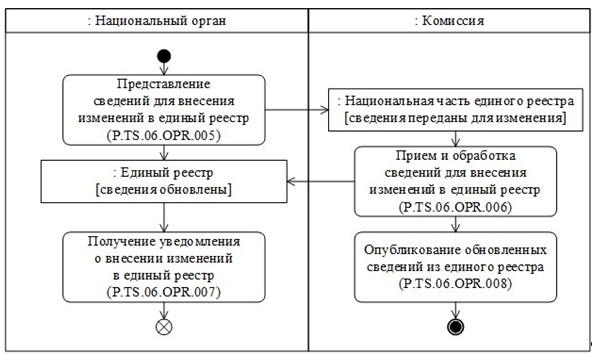 : Национальный орган
: Комиссия
Представление
сведений для внесения
изменений в единый реестр
(P.TS.06.OPR.005)
: Национальная часть единого реестра
[сведения переданы для изменения]
Прием и обработка
сведений для внесения
изменений в единый реестр
(P.TS.06.OPR.006)
: Единый реестр
[сведения обновлены]
Получение уведомления
о внесении изменений
в единый реестр
(P.TS.06.OPR.007)
Опубликование обновленных
сведений из единого реестра
(P.TS.06.OPR.008)